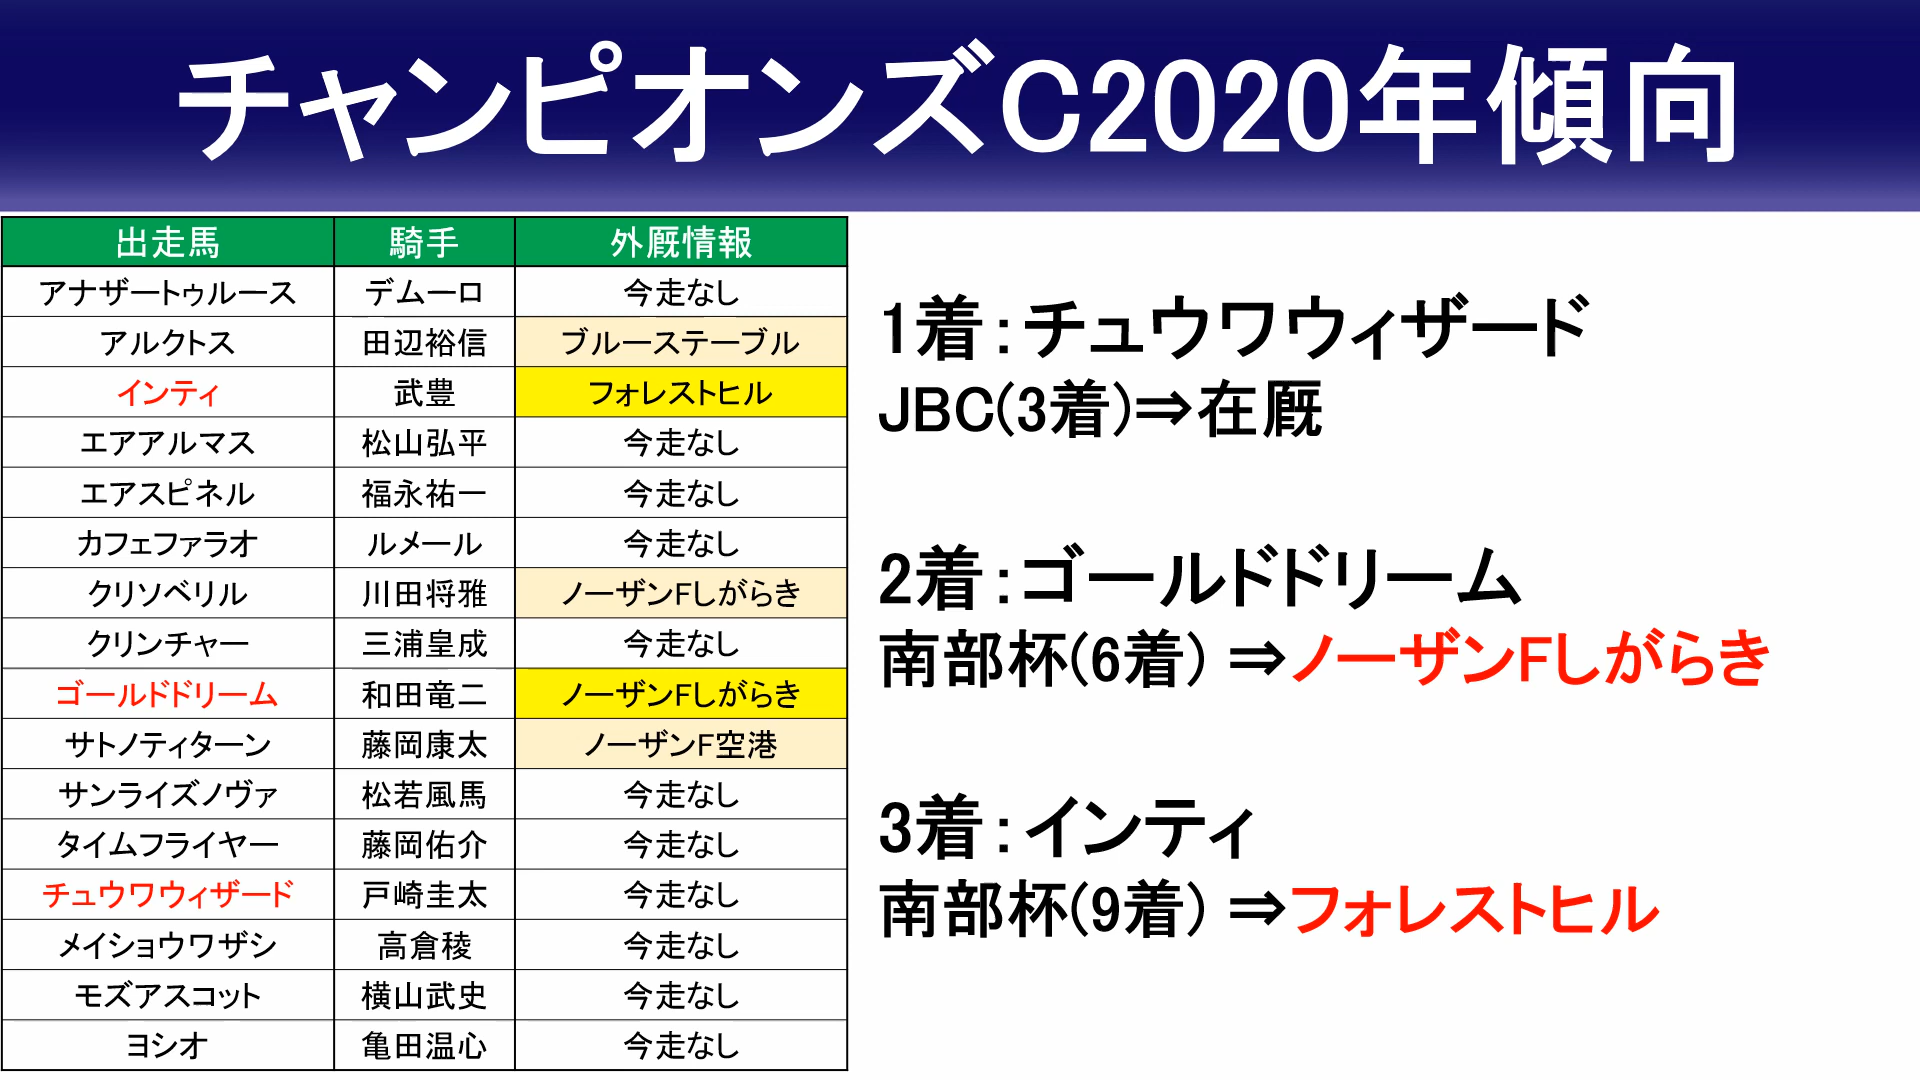 チャンピオンズC2020年傾向
出走馬 騎手 外厩情報
アナザートゥルース デムーロ 今走なし
アルクトス 田辺裕信 ブルーステーブル
インティ 武豊 フォレストヒル
エアアルマス 松山弘平 今走なし
エアスピネル 福永祐一 今走なし
カフェファラオ ルメール 今走なし
クリソベリル 川田将雅 ノーザンFしがらき
クリンチャー 三浦皇成 今走なし
ゴールドドリーム 和田竜二 ノーザンFしがらき
サトノティターン 藤岡康太 ノーザンF空港
サンライズノヴァ 松若風馬 今走なし
タイムフライヤー 藤岡佑介 今走なし
チュウワウィザード 戸崎圭太 今走なし
メイショウワザシ 高倉稜 今走なし
モズアスコット 横山武史 今走なし
ヨシオ 亀田温心 今走なし
1着：チュウワウィザード
JBC(3着)⇒在厩
2着：ゴールドドリーム
南部杯(6着) ⇒ノーザンFしがらき
3着：インティ
南部杯(9着) ⇒フォレストヒル